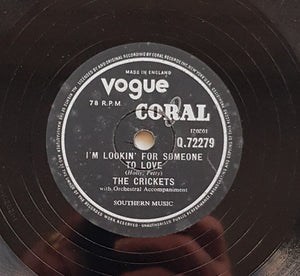 MADE IN ENGLAND
vogue
78 R.P.M.
CORAL
Q.72279
I'M LOOKIN' FOR SOMEONE
TO LOVE
(Holly; Petty)
THE CRICKETS
with Orchestral Accompaniment
SOUTHERN MUSIC